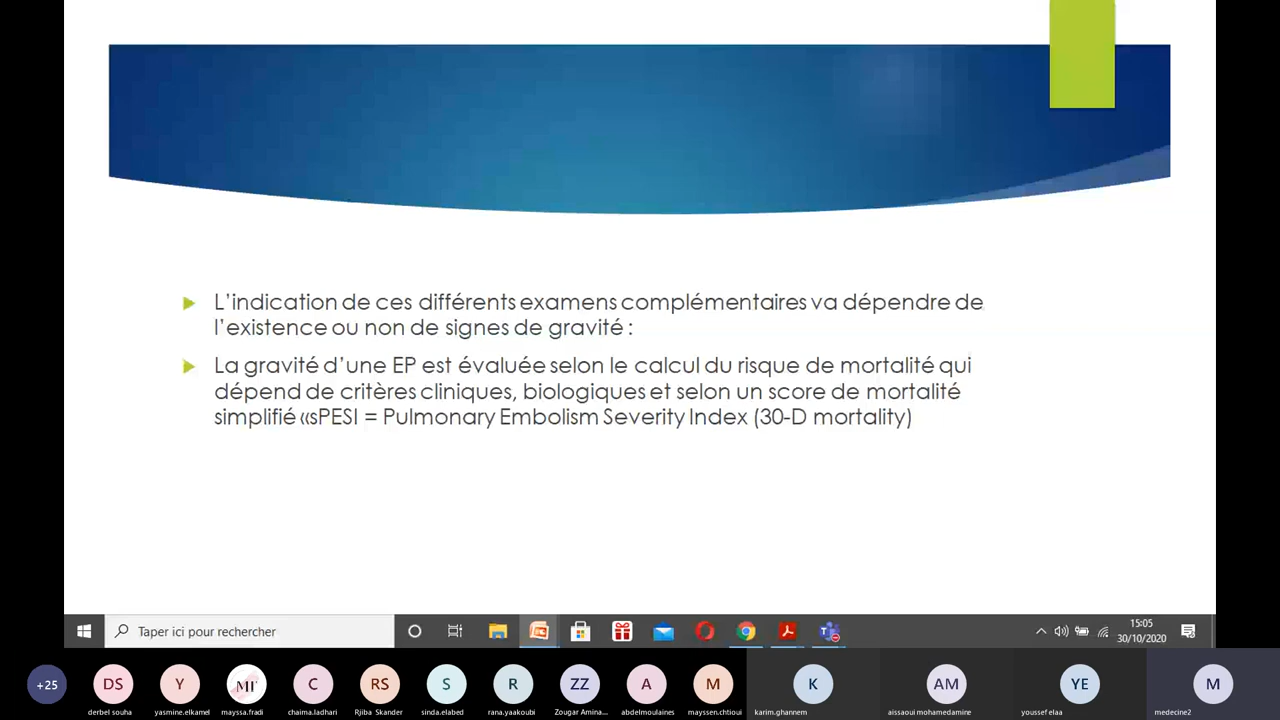 L'indication de ces différents examens complémentaires va dépendre de
l'existence ou non de signes de gravité :
La gravité d'une EP est évaluée selon le calcul du risque de mortalité qui
dépend de critères cliniques, biologiques et selon un score de mortalité
simplifié «sPESI = Pulmonary Embolism Severity Index (30-D mortality)
Taper ici pour rechercher
15:05
30/10/2020
+25 DS Y MF C RS S R ZZ A M K AM YE M
derbel souha yasmine.elkamel mayssa.fradi chaima.ladhari Rjiba Skander sinda.elabed rana.yaakoubi Zougar Amina... abdelmoulaines mayssen.chtioui karim.ghannem aissaoui mohamedamine youssef elaa medecine2